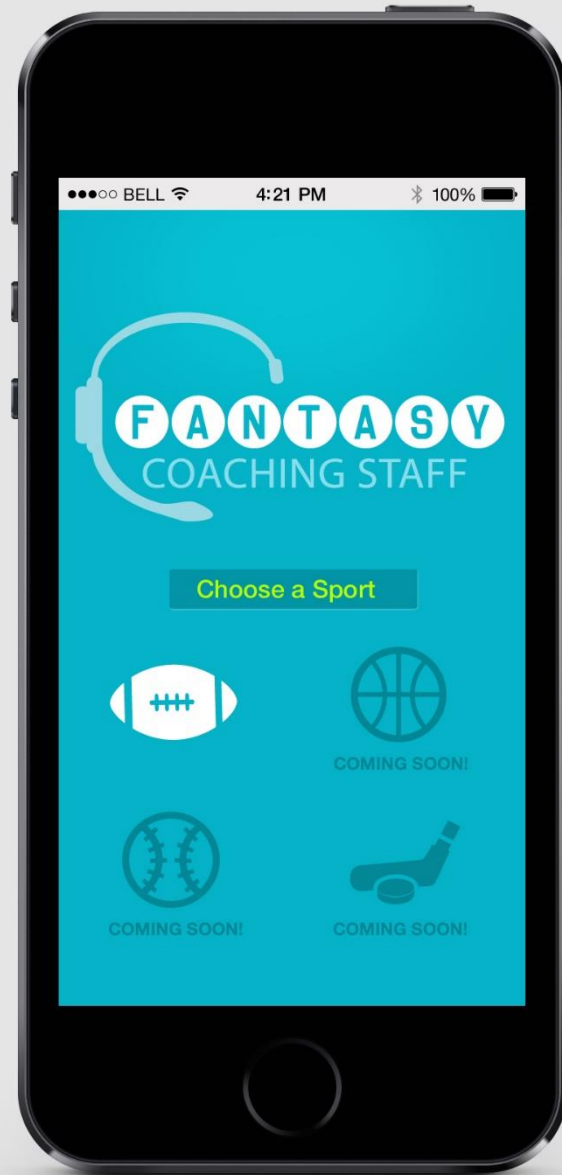 BELL 4:21 PM 100%
FANTASY
COACHING STAFF
Choose a Sport
COMING SOON!
COMING SOON! COMING SOON!